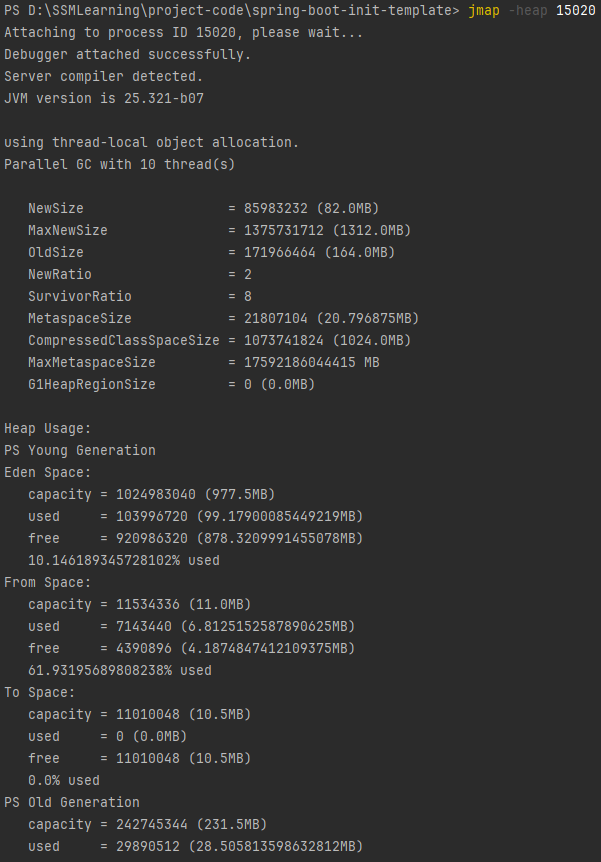 PS D:\SSMLearning\project-code\spring-boot-init-template> jmap -heap 15020
Attaching to process ID 15020, please wait...
Debugger attached successfully.
Server compiler detected.
JVM version is 25.321-b07

using thread-local object allocation.
Parallel GC with 10 thread(s)

   NewSize                  = 85983232 (82.0MB)
   MaxNewSize               = 1375731712 (1312.0MB)
   OldSize                  = 171966464 (164.0MB)
   NewRatio                 = 2
   SurvivorRatio            = 8
   MetaspaceSize            = 21807104 (20.796875MB)
   CompressedClassSpaceSize = 1073741824 (1024.0MB)
   MaxMetaspaceSize         = 17592186044415 MB
   G1HeapRegionSize         = 0 (0.0MB)

Heap Usage:
PS Young Generation
Eden Space:
   capacity = 1024983040 (977.5MB)
   used     = 103996720 (99.17900085449219MB)
   free     = 920986320 (878.3209991455078MB)
   10.146189345728102% used
From Space:
   capacity = 11534336 (11.0MB)
   used     = 7143440 (6.8125152587890625MB)
   free     = 4390896 (4.1874847412109375MB)
   61.93195689808238% used
To Space:
   capacity = 11010048 (10.5MB)
   used     = 0 (0.0MB)
   free     = 11010048 (10.5MB)
   0.0% used
PS Old Generation
   capacity = 242745344 (231.5MB)
   used     = 29890512 (28.505813598632812MB)